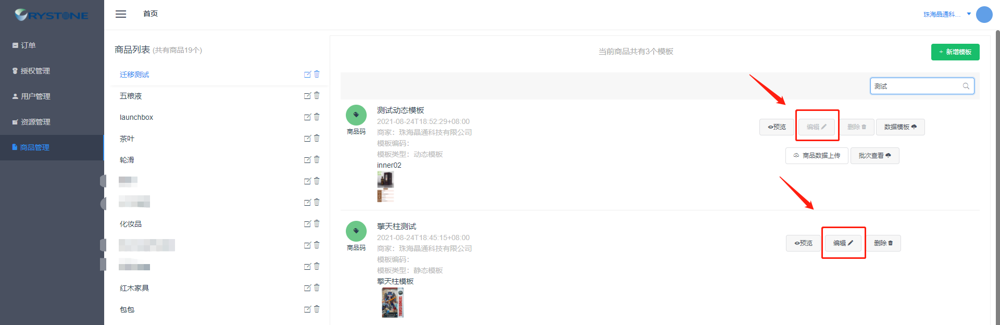 CRYSTONE
首页
珠海晶通科...
订单
授权管理
用户管理
资源管理
商品管理
商品列表 (共有商品19个)
迁移测试
五粮液
launchbox
茶叶
轮滑
化妆品
红木家具
包包
当前商品共有3个模板
+ 新增模板
测试
商品码
测试动态模板
2021-08-24T18:52:29+08:00
商家：珠海晶通科技有限公司
模板编码：
模板类型：动态模板
inner02
预览
编辑
删除
数据模板
商品数据上传
批次查看
商品码
擎天柱测试
2021-08-24T18:45:15+08:00
商家：珠海晶通科技有限公司
模板编码：
模板类型：静态模板
擎天柱模板
TRANSFORMERS
预览
编辑
删除